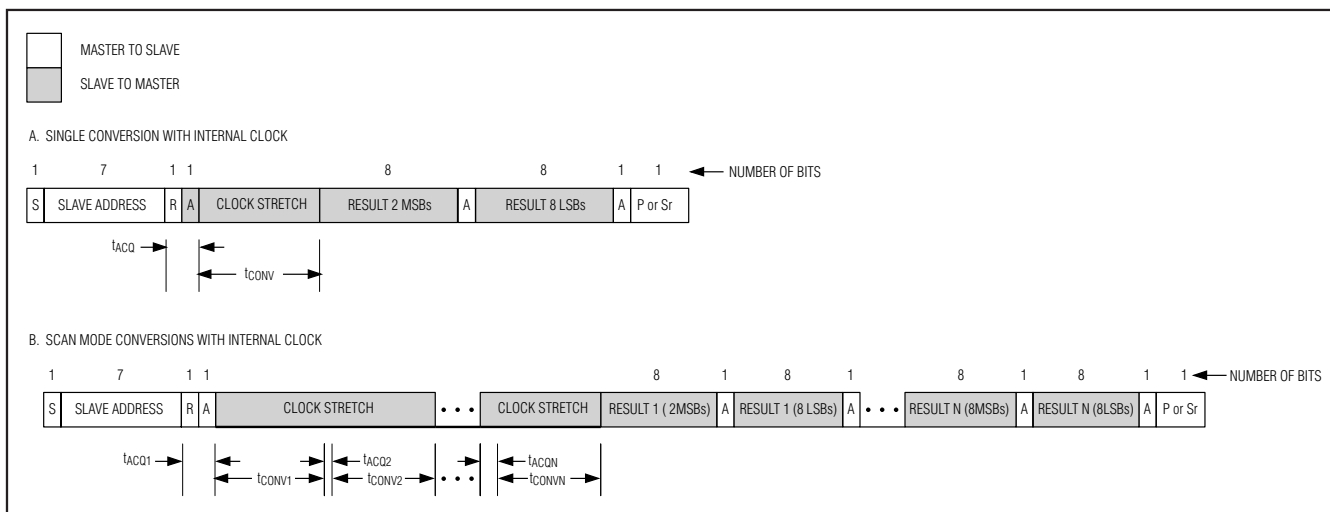 MASTER TO SLAVE
SLAVE TO MASTER
A. SINGLE CONVERSION WITH INTERNAL CLOCK
1 7 1 1 8 8 1 1 NUMBER OF BITS
S SLAVE ADDRESS R A CLOCK STRETCH RESULT 2 MSBs A RESULT 8 LSBs A P or Sr
tACQ
tCONV
B. SCAN MODE CONVERSIONS WITH INTERNAL CLOCK
1 7 1 1 8 1 8 1 8 1 8 1 1 NUMBER OF BITS
S SLAVE ADDRESS R A CLOCK STRETCH • • • CLOCK STRETCH RESULT 1 ( 2MSBs) A RESULT 1 (8 LSBs) A • • • RESULT N (8MSBs) A RESULT N (8LSBs) A P or Sr
tACQ1 tACQ2 tACQN
tCONV1 tCONV2 • • • tCONVN